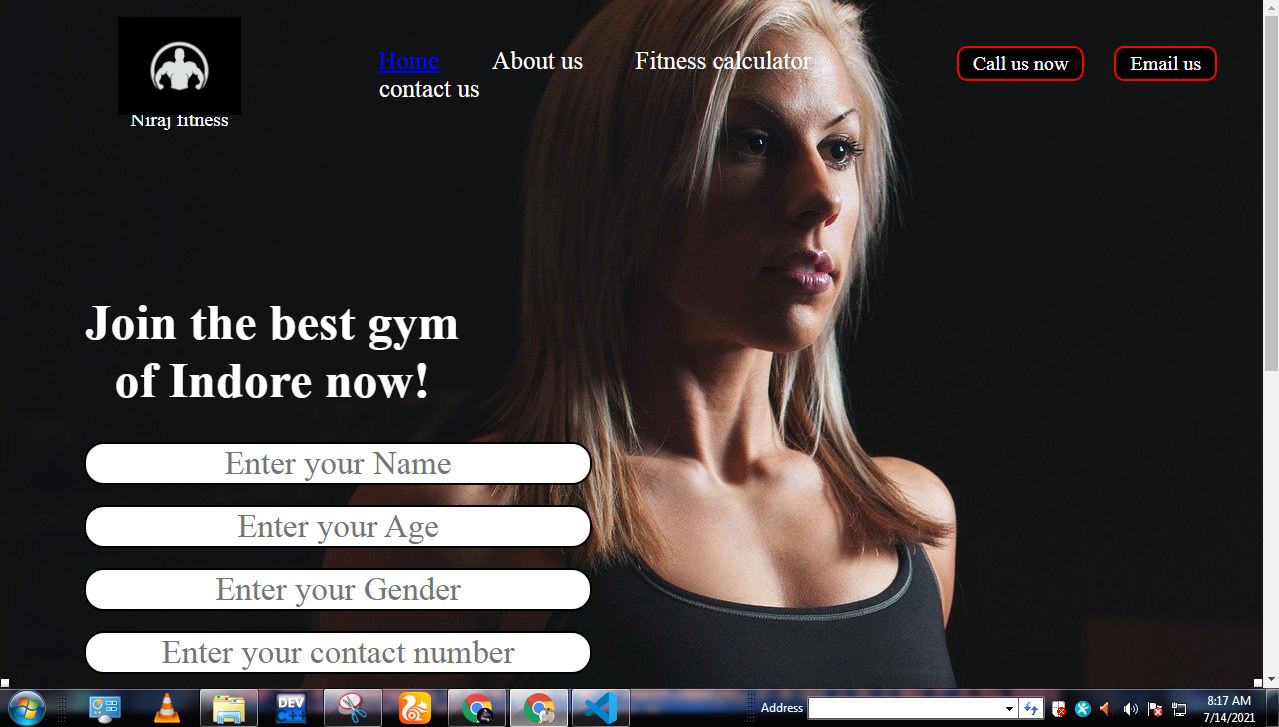 Home About us Fitness calculator
contact us
Call us now Email us
Niraj fitness
Join the best gym
of Indore now!
Enter your Name
Enter your Age
Enter your Gender
Enter your contact number
DEV
Address
8:17 AM
7/14/2021